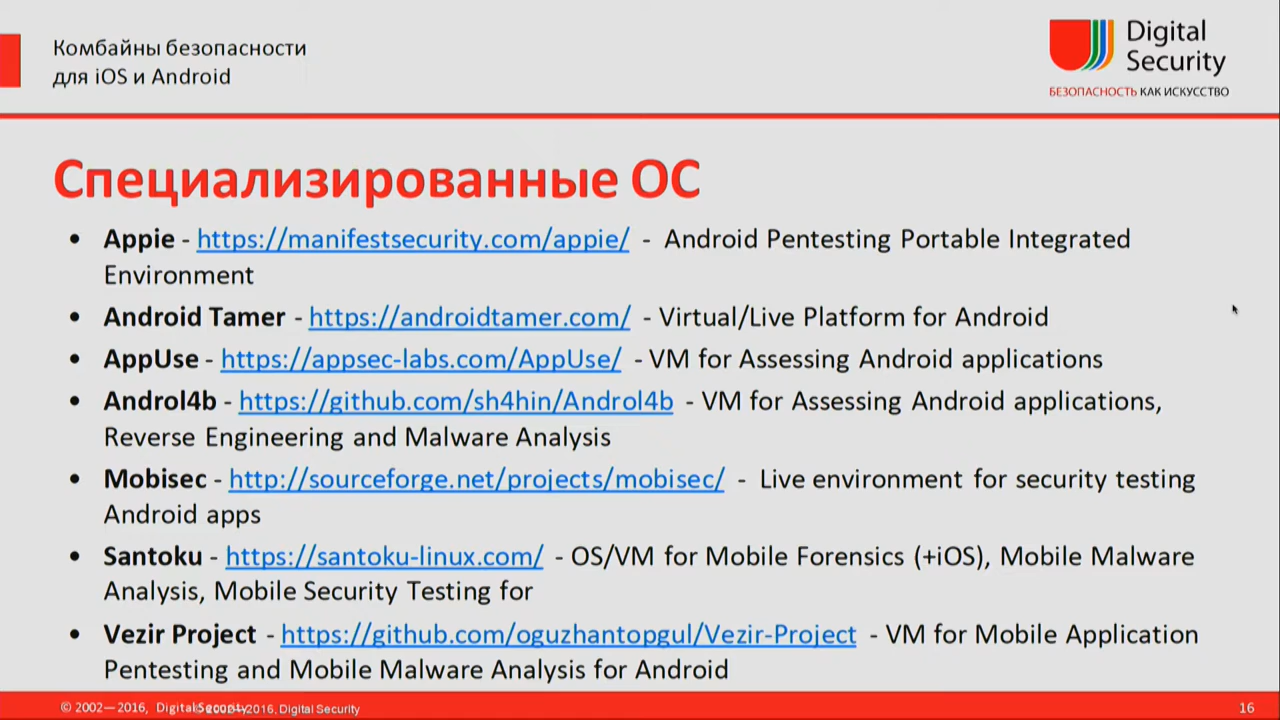 Комбайны безопасности
для iOS и Android
Digital
Security
БЕЗОПАСНОСТЬ КАК ИСКУССТВО
Специализированные ОС
• Appie - https://manifestsecurity.com/appie/ - Android Pentesting Portable Integrated
Environment
• Android Tamer - https://androidtamer.com/ - Virtual/Live Platform for Android
• AppUse - https://appsec-labs.com/AppUse/ - VM for Assessing Android applications
• Androl4b - https://github.com/sh4hin/Androl4b - VM for Assessing Android applications,
Reverse Engineering and Malware Analysis
• Mobisec - http://sourceforge.net/projects/mobisec/ - Live environment for security testing
Android apps
• Santoku - https://santoku-linux.com/ - OS/VM for Mobile Forensics (+iOS), Mobile Malware
Analysis, Mobile Security Testing for
• Vezir Project - https://github.com/oguzhantopgul/Vezir-Project - VM for Mobile Application
Pentesting and Mobile Malware Analysis for Android
© 2002—2016, Digital Security
© 2002—2016, Digital Security
16